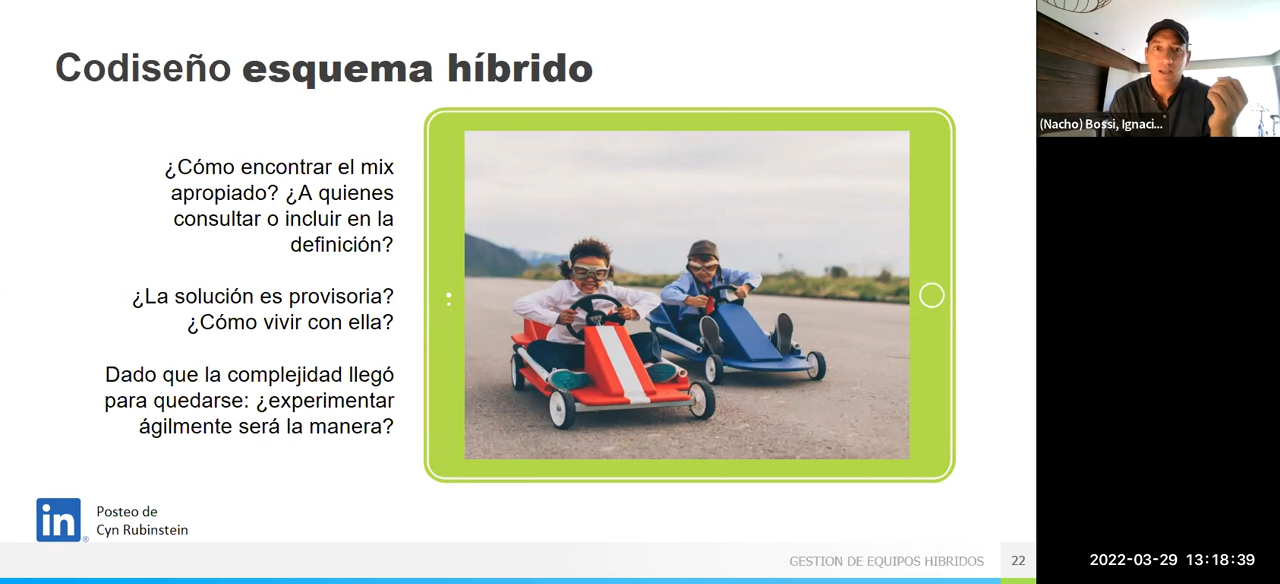 Codiseño esquema híbrido
¿Cómo encontrar el mix
apropiado? ¿A quienes
consultar o incluir en la
definición?
¿La solución es provisoria?
¿Cómo vivir con ella?
Dado que la complejidad llegó
para quedarse: ¿experimentar
ágilmente será la manera?
in
®
Posteo de
Cyn Rubinstein
GESTION DE EQUIPOS HIBRIDOS
22
(Nacho) Bossi, Ignaci...
2022-03-29 13:18:39